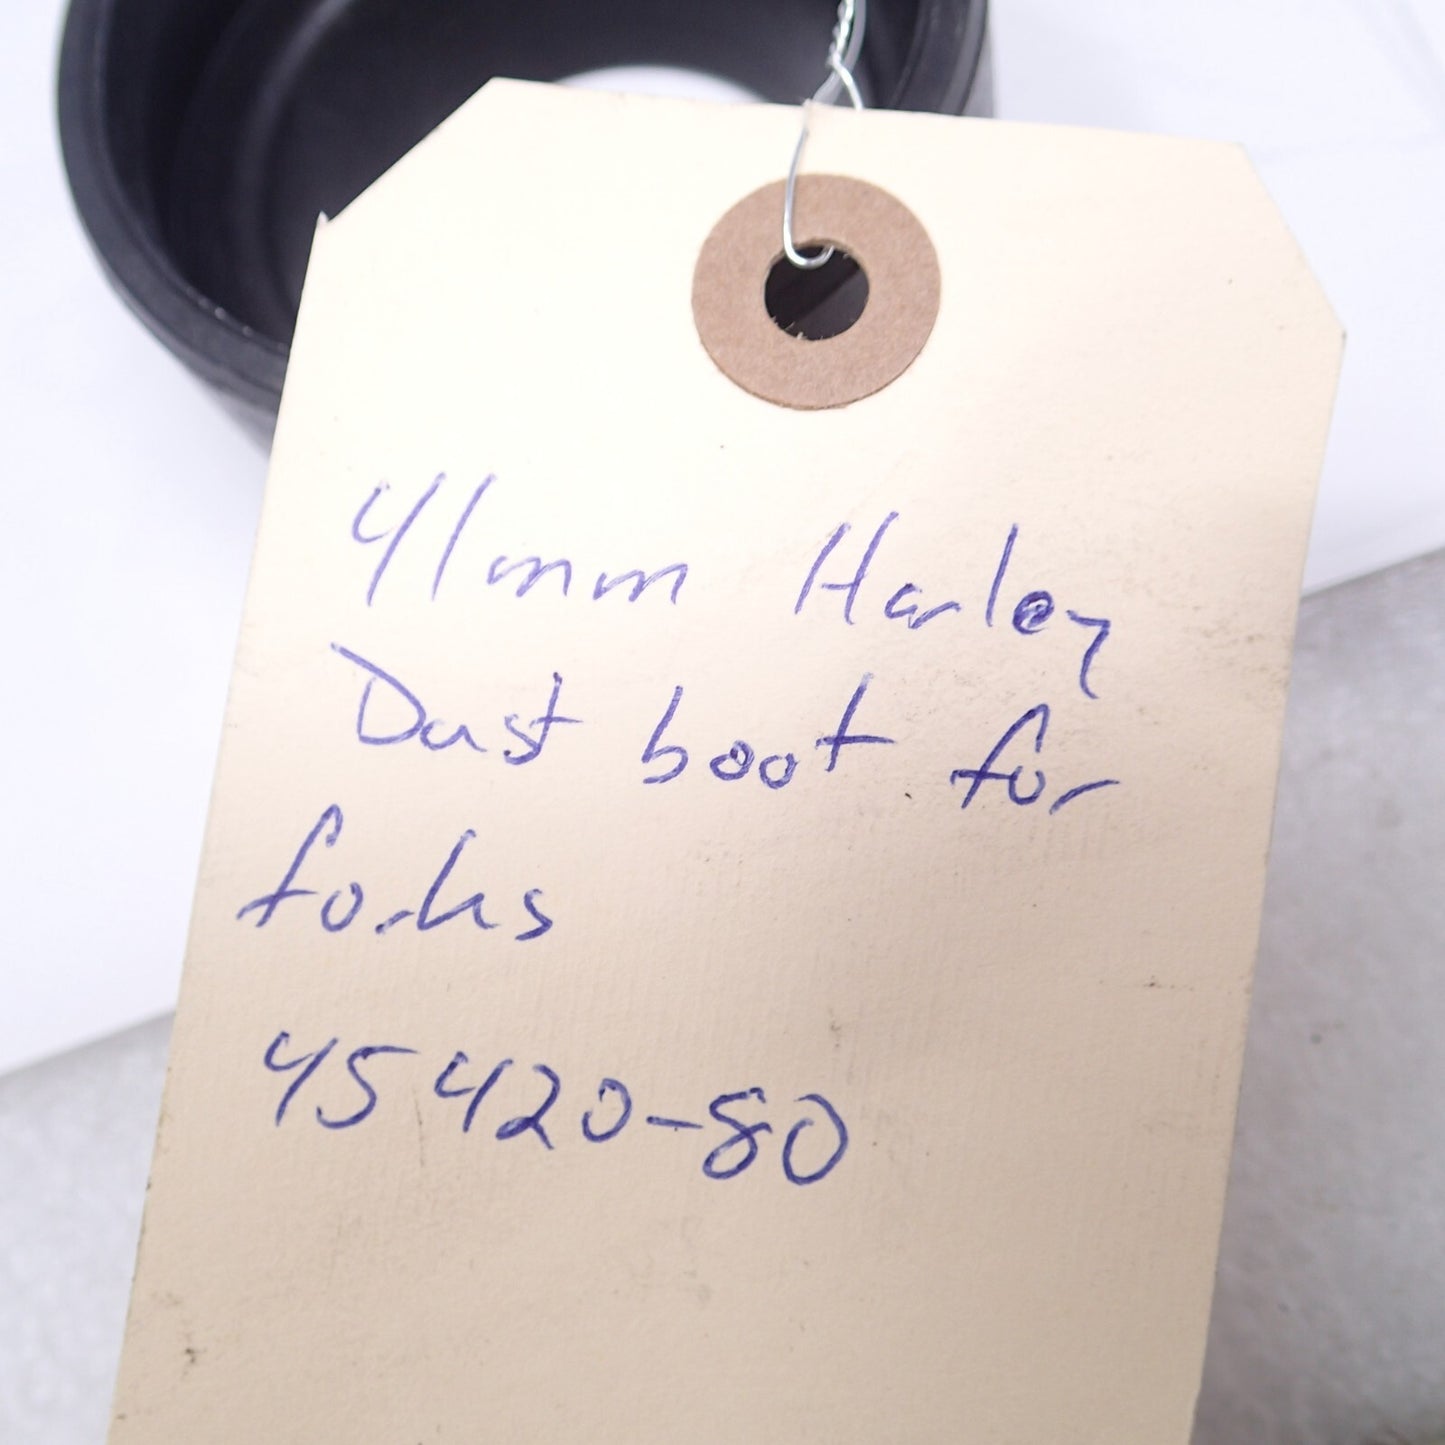 41mm Harley
Dust boot for
forks
45420-80